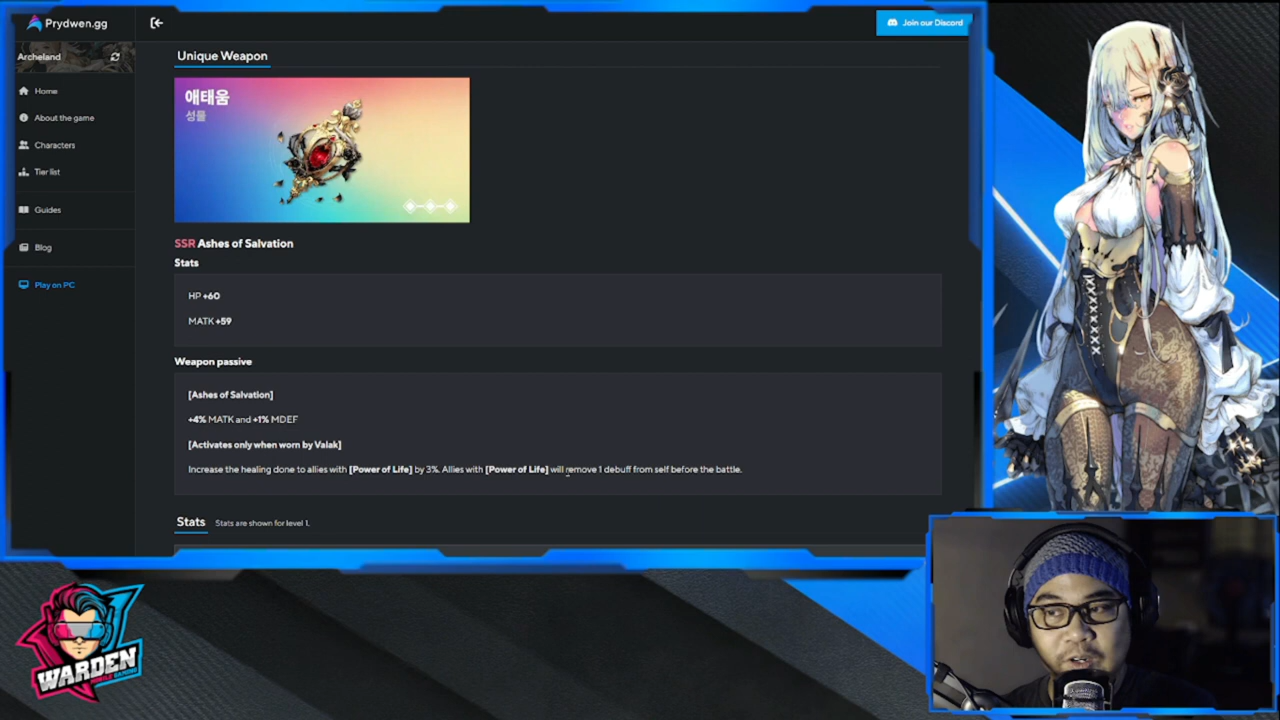 Prydwen.gg
Join our Discord
Archeland
Home
About the game
Characters
Tier list
Guides
Blog
Play on PC
Unique Weapon
애태움
성률
SSR Ashes of Salvation
Stats
HP +60
MATK +59
Weapon passive
[Ashes of Salvation]
+4% MATK and +1% MDEF
[Activates only when worn by Valak]
Increase the healing done to allies with [Power of Life] by 3%. Allies with [Power of Life] will remove 1 debuff from self before the battle.
Stats Stats are shown for level 1.
WARDEN
MOBILE GAMING